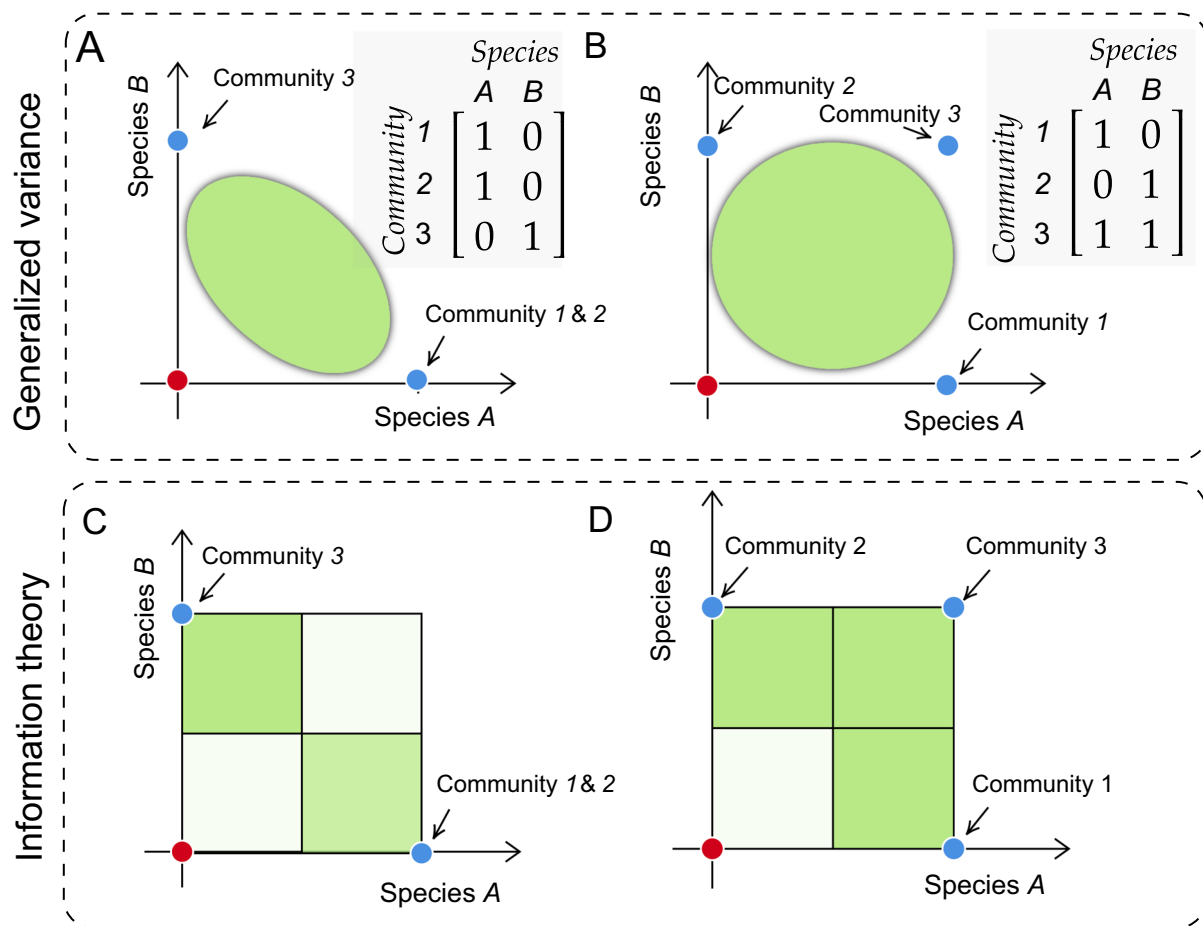 Generalized variance
A
Species B
Community 3
Species
A B
Community
1 1 0
2 1 0
3 0 1
Community 1 & 2
Species A
B
Species B
Community 2
Community 3
Species
A B
Community
1 1 0
2 0 1
3 1 1
Community 1
Species A
Information theory
C
Species B
Community 3
Community 1 & 2
Species A
D
Species B
Community 2
Community 3
Community 1
Species A